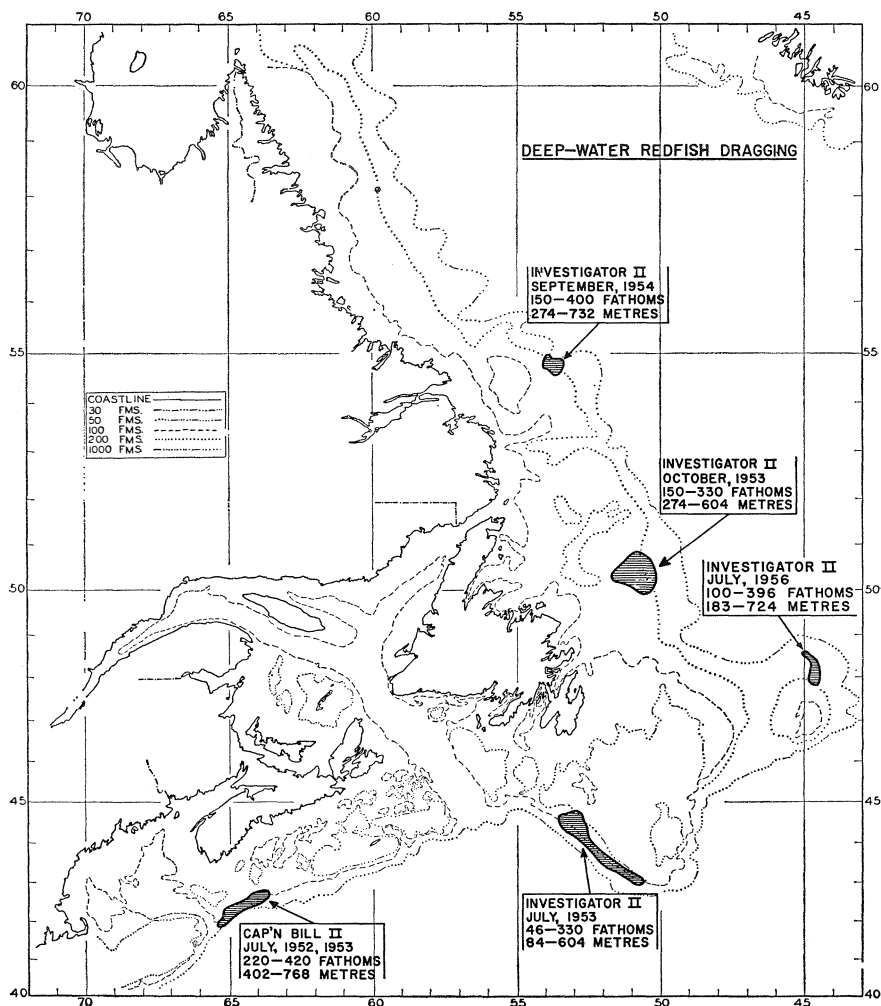 70 65 60 55 50 45
60 60
DEEP-WATER REDFISH DRAGGING
INVESTIGATOR II
SEPTEMBER, 1954
150-400 FATHOMS
274-732 METRES
55 55
COASTLINE
30 FMS.
50 FMS.
100 FMS.
200 FMS.
1000 FMS.
INVESTIGATOR II
OCTOBER, 1953
150-330 FATHOMS
274-604 METRES
50 50
INVESTIGATOR II
JULY, 1956
100-396 FATHOMS
183-724 METRES
45 45
INVESTIGATOR II
JULY, 1953
46-330 FATHOMS
84-604 METRES
CAP'N BILL II
JULY, 1952, 1953
220-420 FATHOMS
402-768 METRES
40 40
70 65 60 55 50 45